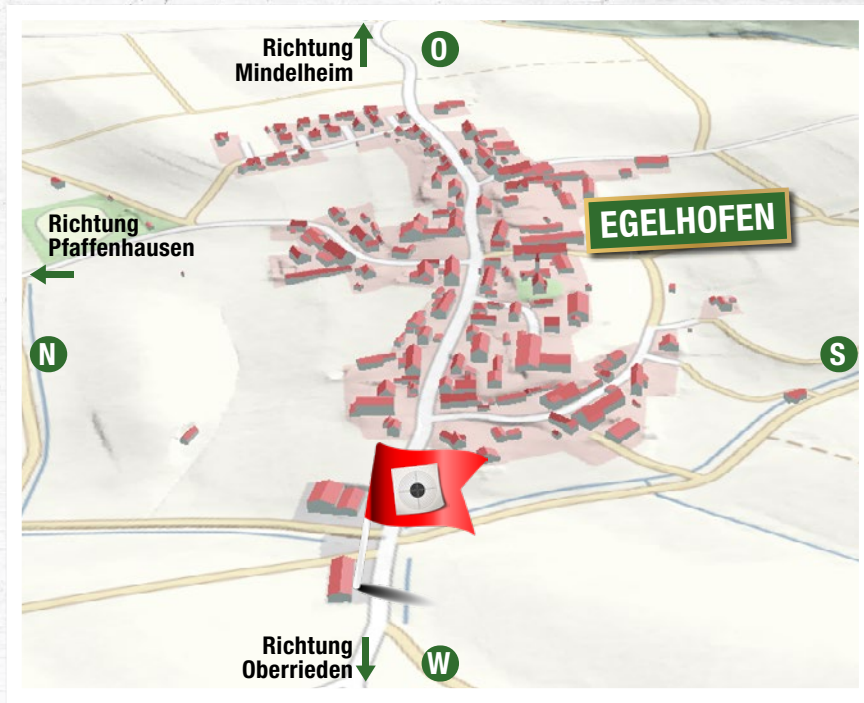 Richtung
Mindelheim
O
Richtung
Pfaffenhausen
EGELHOFEN
N
S
Richtung
Oberrieden
W